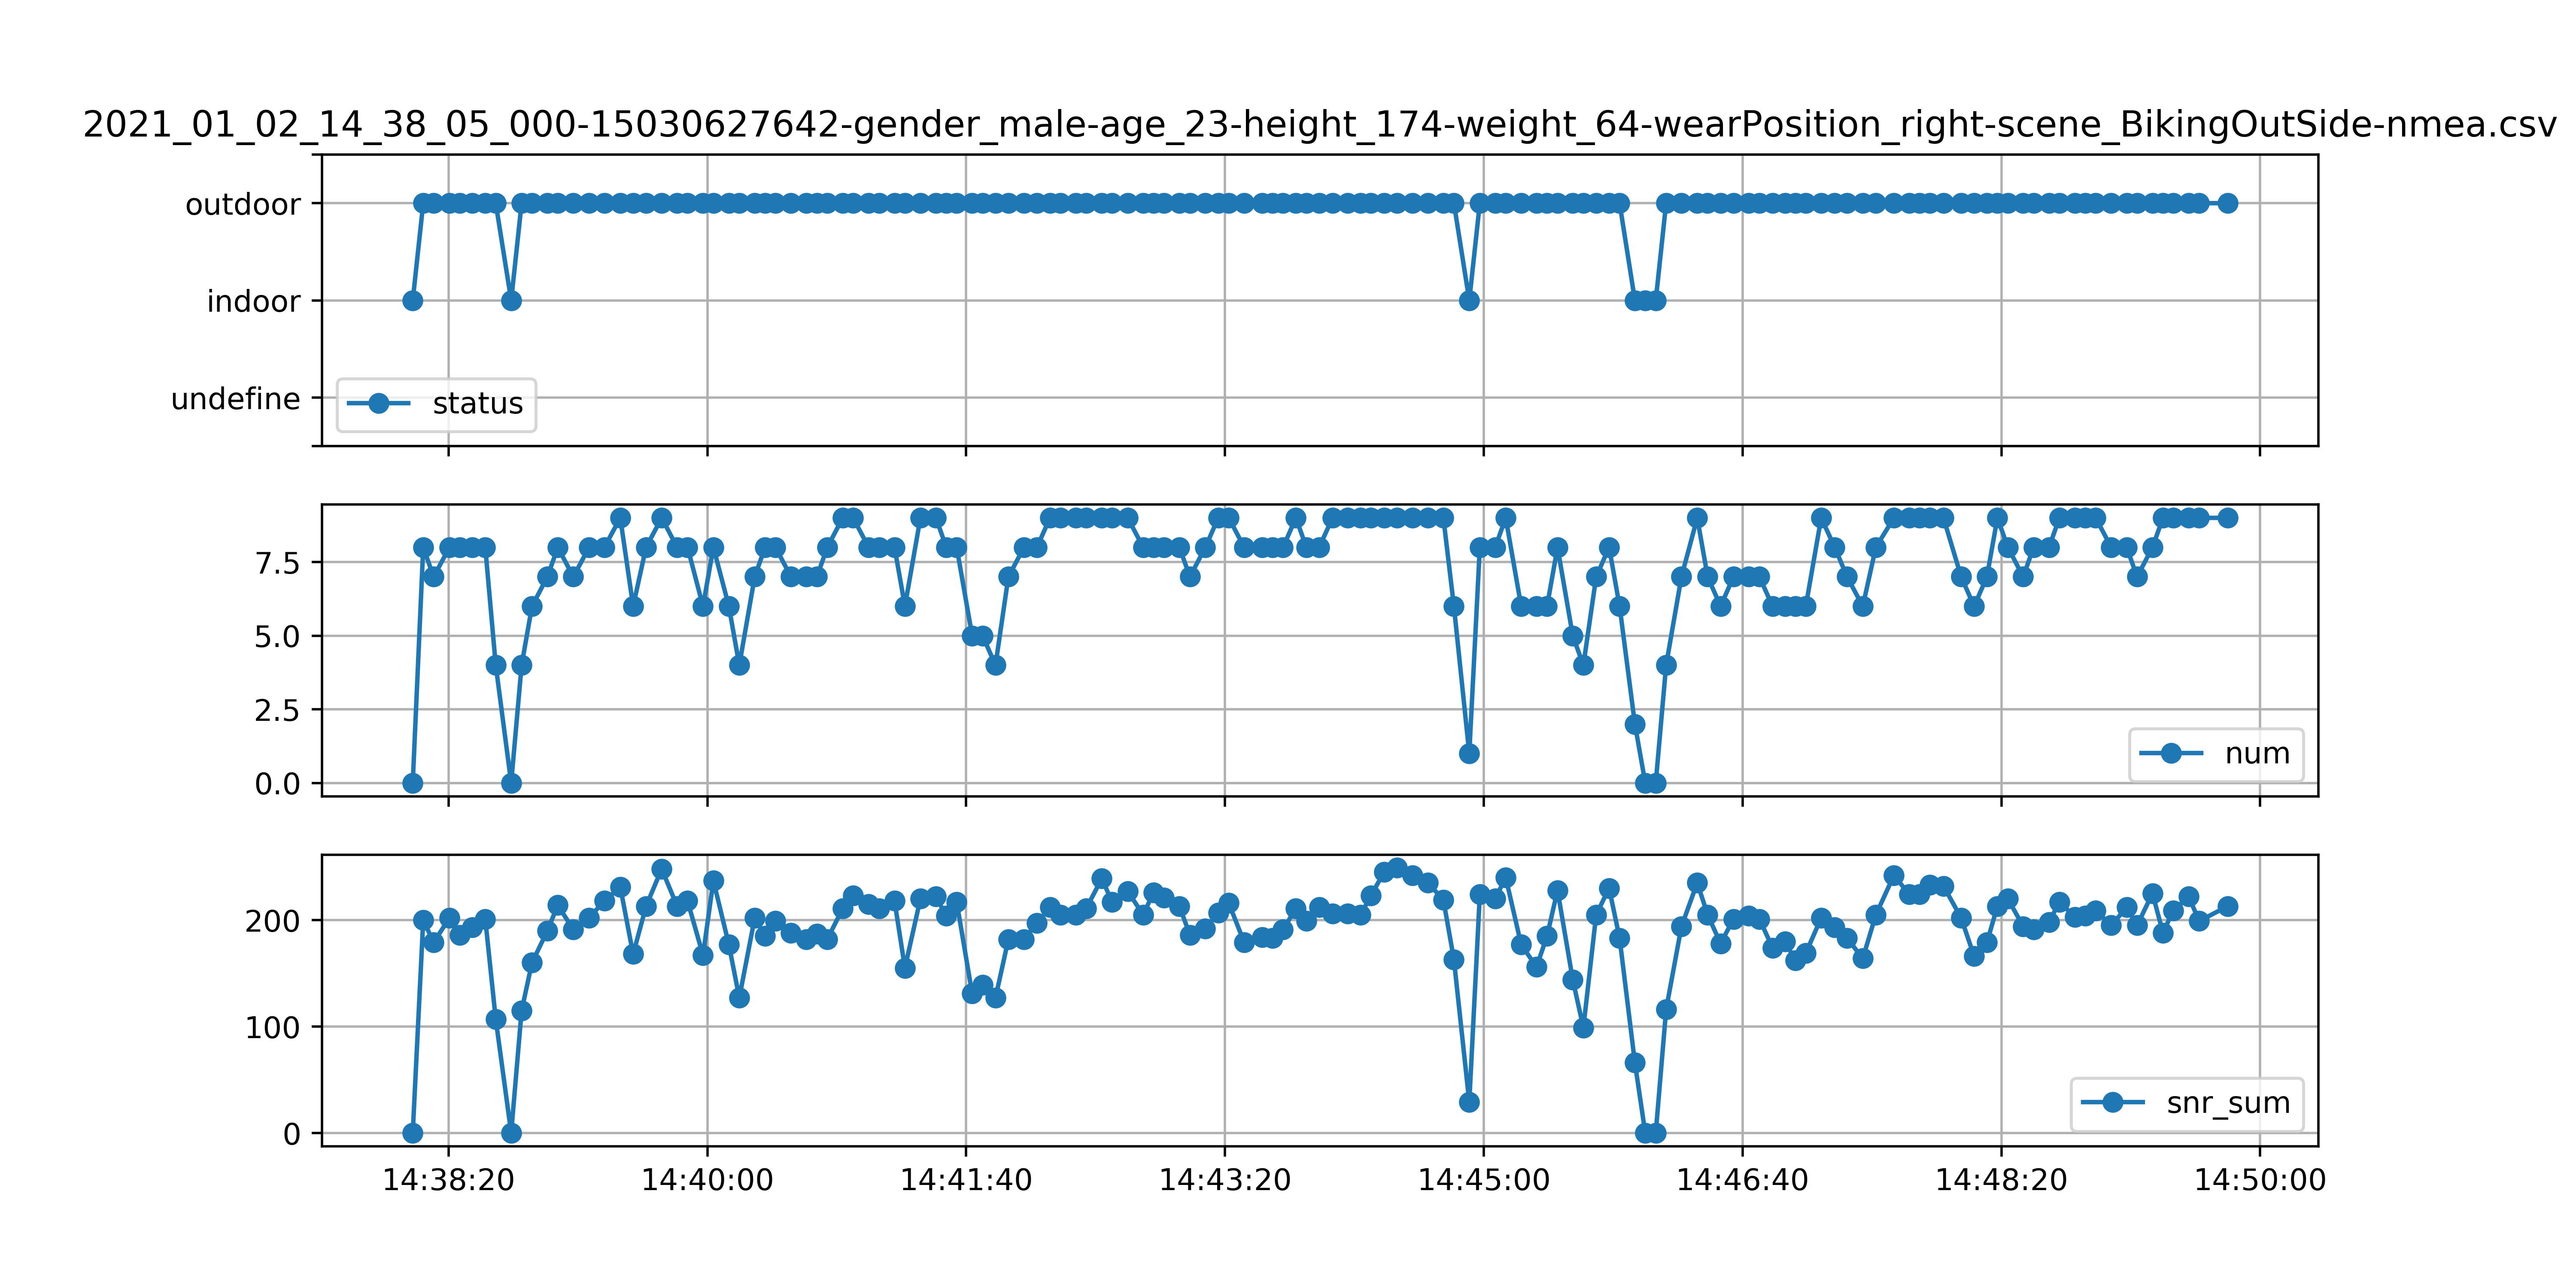 2021_01_02_14_38_05_000-15030627642-gender_male-age_23-height_174-weight_64-wearPosition_right-scene_BikingOutSide-nmea.csv
outdoor
indoor
undefine
status
7.5
5.0
2.5
0.0
num
200
100
0
snr_sum
14:38:20 14:40:00 14:41:40 14:43:20 14:45:00 14:46:40 14:48:20 14:50:00